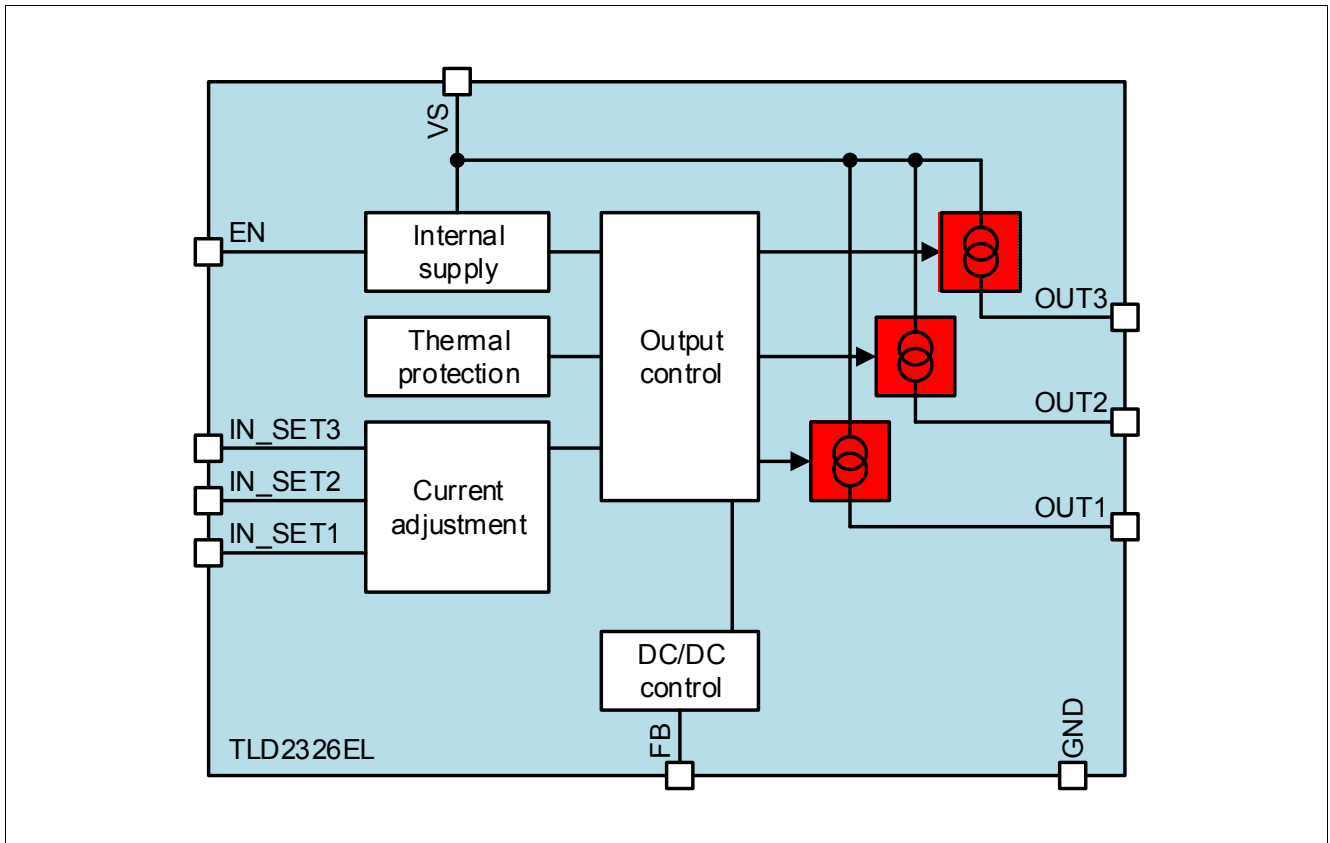 VS
EN
Internal
supply
OUT3
Thermal
protection
Output
control
OUT2
IN_SET3
IN_SET2
IN_SET1
Current
adjustment
OUT1
DC/DC
control
FB
GND
TLD2326EL